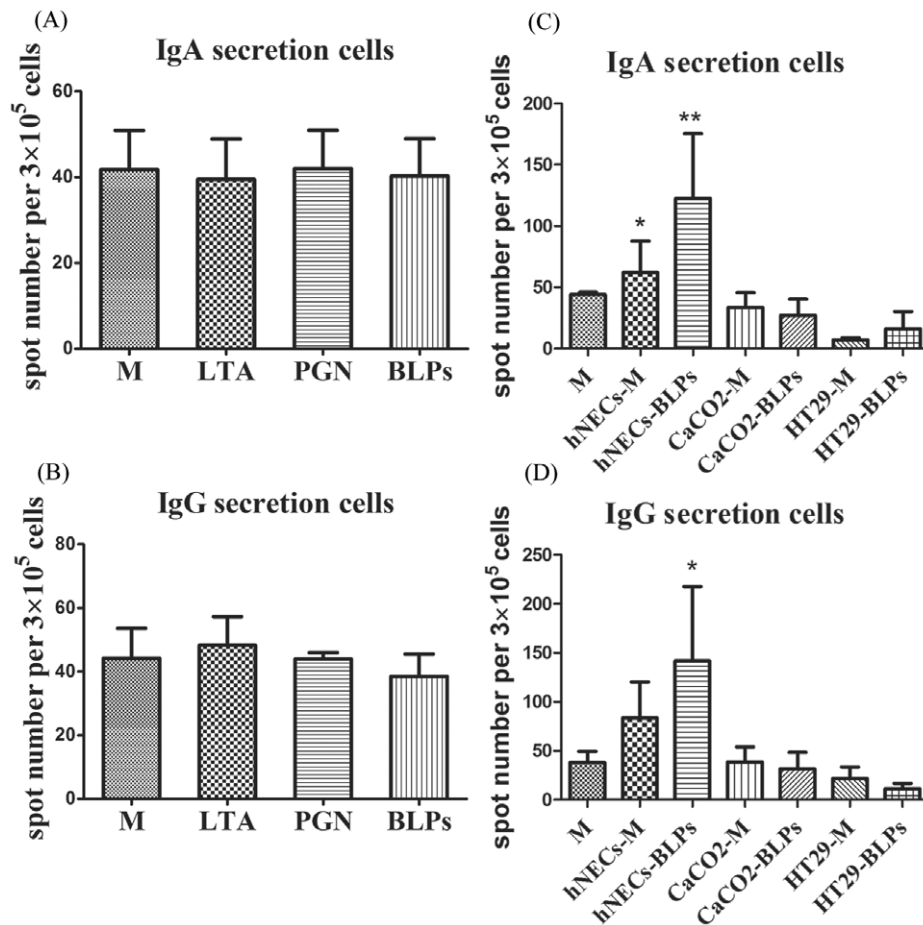 (A)
IgA secretion cells
spot number per 3×10⁵ cells
60
40
20
0
M LTA PGN BLPs
(B)
IgG secretion cells
spot number per 3×10⁵ cells
80
60
40
20
0
M LTA PGN BLPs
(C)
IgA secretion cells
spot number per 3×10⁵ cells
200
150
100
50
0
*
**
M
hNECs-M
hNECs-BLPs
CaCO2-M
CaCO2-BLPs
HT29-M
HT29-BLPs
(D)
IgG secretion cells
spot number per 3×10⁵ cells
250
200
150
100
50
0
*
M
hNECs-M
hNECs-BLPs
CaCO2-M
CaCO2-BLPs
HT29-M
HT29-BLPs